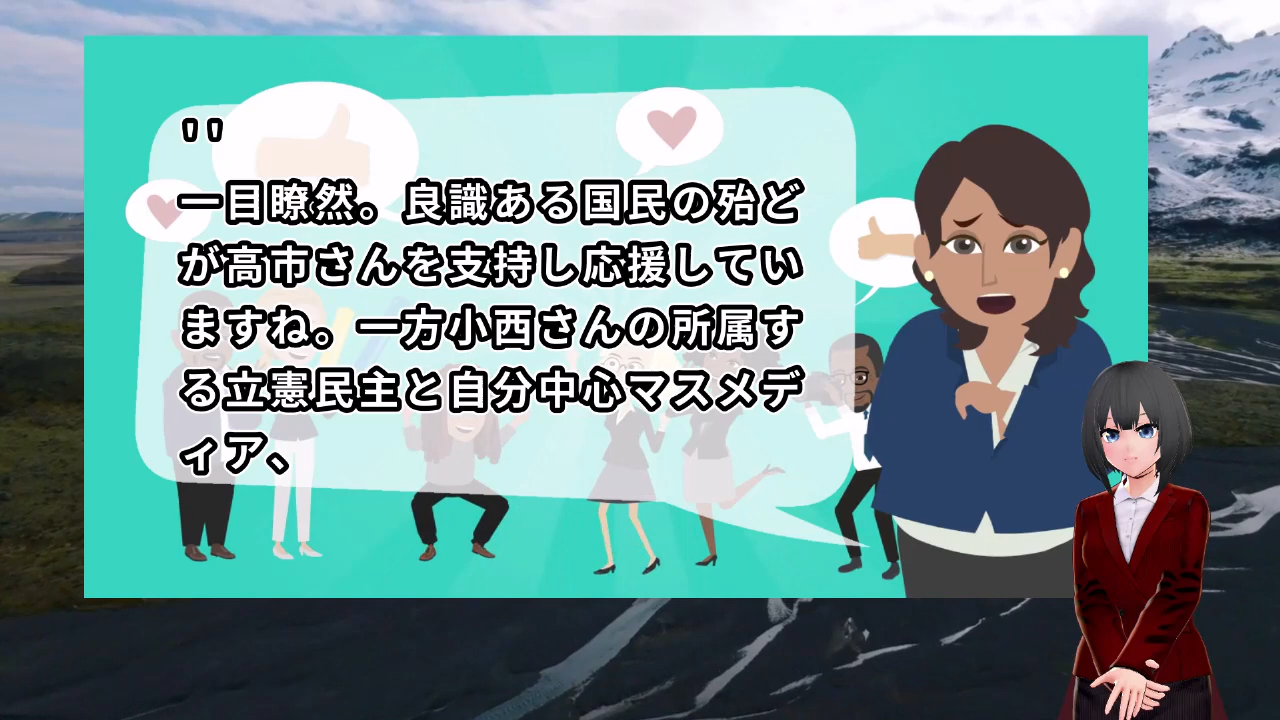 "
一目瞭然。良識ある国民の殆ど
が高市さんを支持し応援してい
ますね。一方小西さんの所属す
る立憲民主と自分中心マスメデ
ィア、